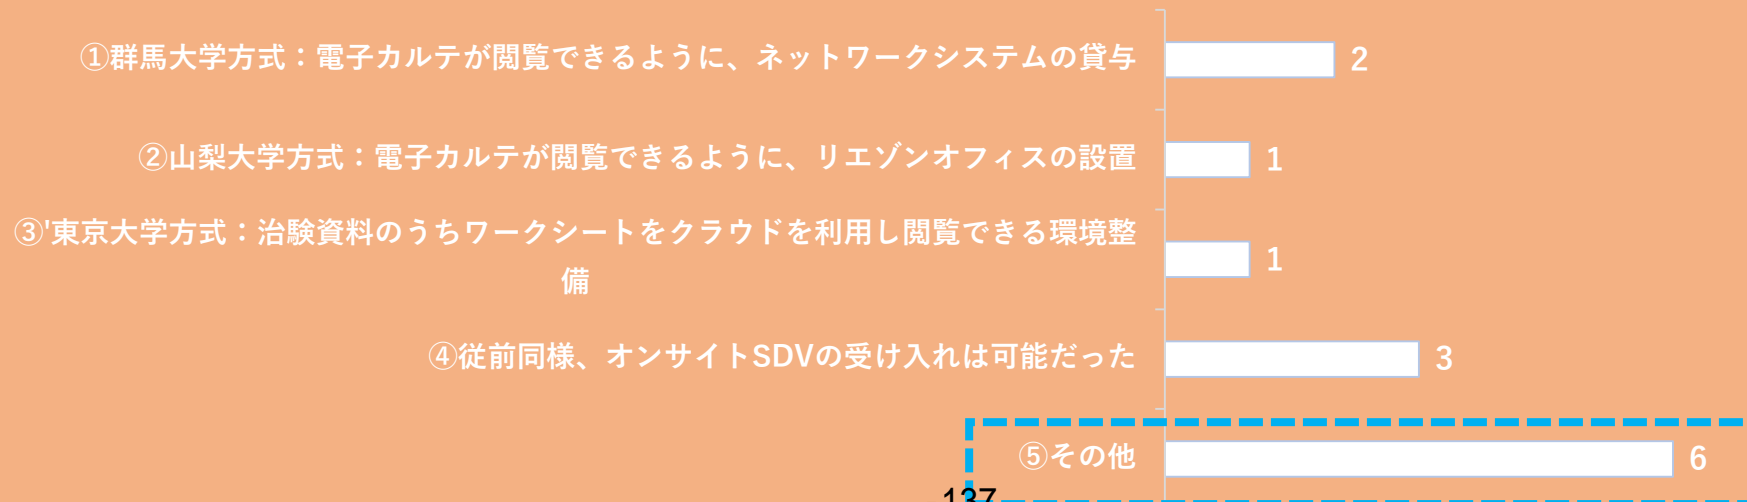 ①群馬大学方式：電子カルテが閲覧できるように、ネットワークシステムの貸与 2
②山梨大学方式：電子カルテが閲覧できるように、リエゾンオフィスの設置 1
③'東京大学方式：治験資料のうちワークシートをクラウドを利用し閲覧できる環境整
備 1
④従前同様、オンサイトSDVの受け入れは可能だった 3
⑤その他 6
137